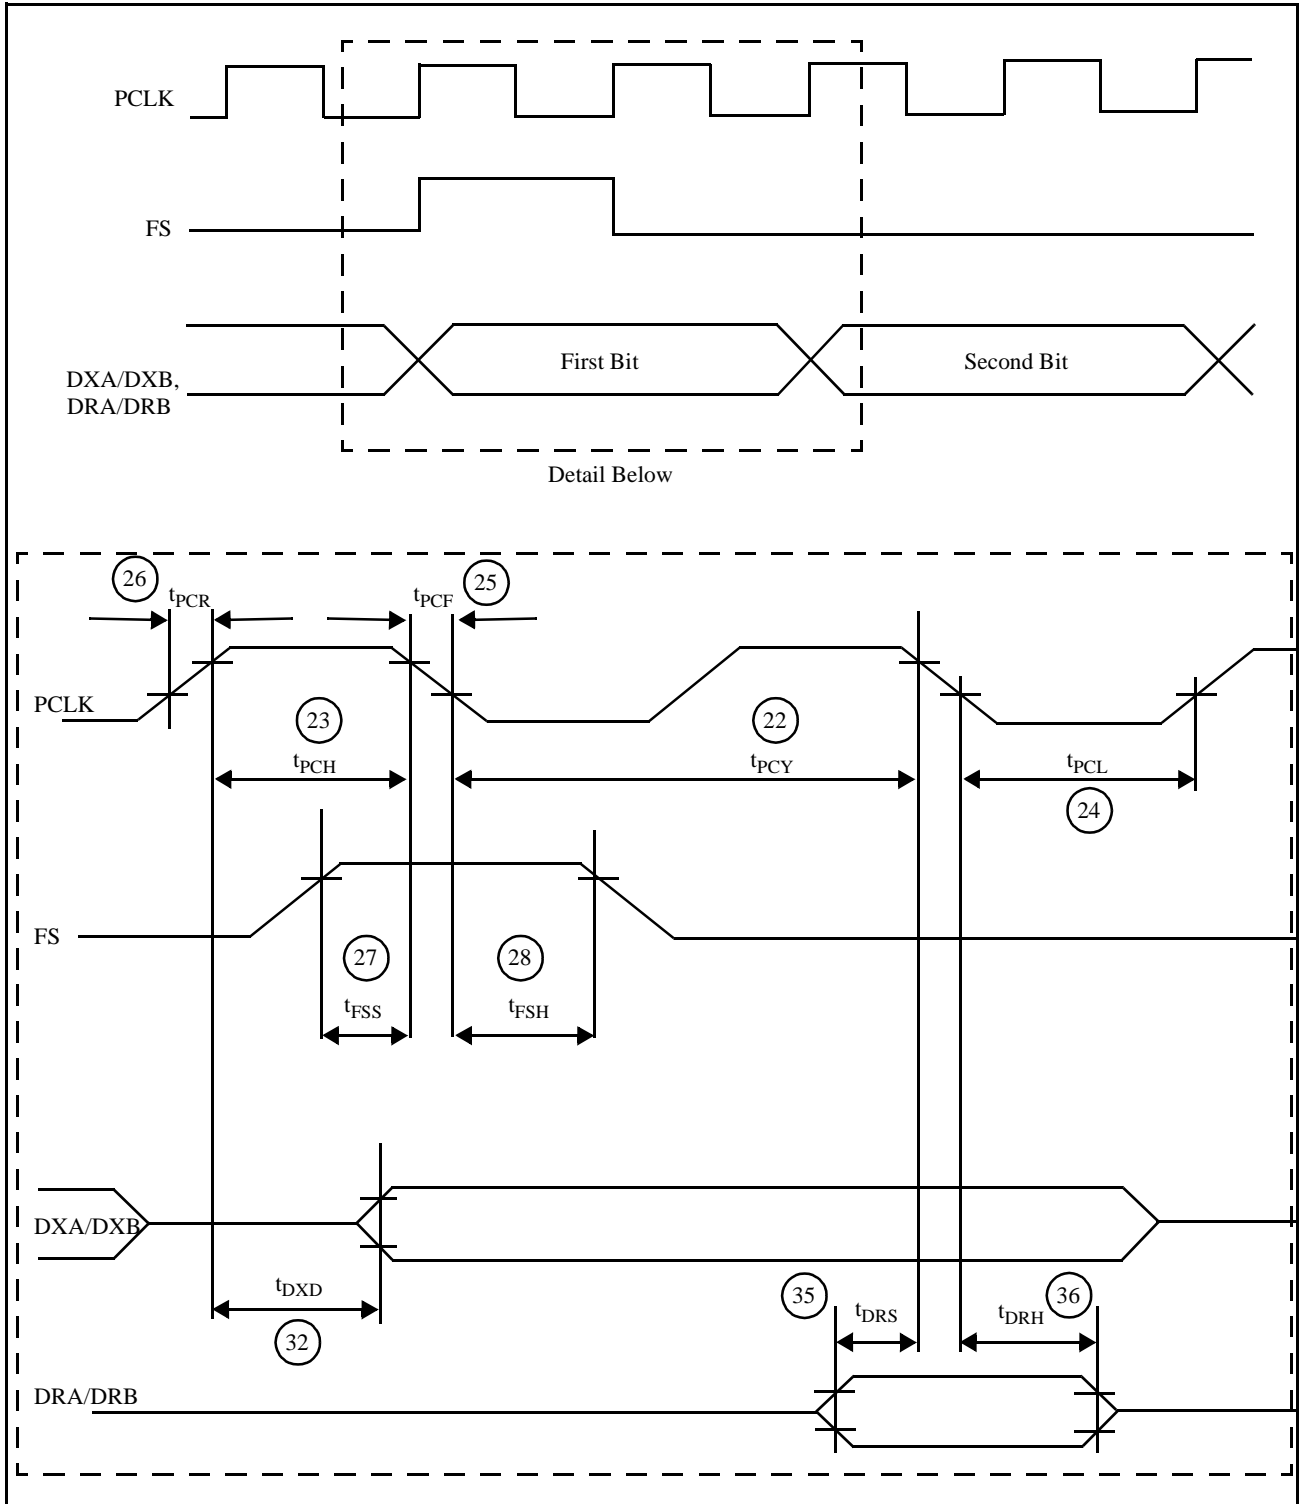 PCLK
FS
DXA/DXB,
DRA/DRB
First Bit
Second Bit
Detail Below
26
tPCR
tPCF
25
PCLK
23
tPCH
22
tPCY
tPCL
24
FS
27
tFSS
28
tFSH
DXA/DXB
tDXD
32
35
tDRS
tDRH
36
DRA/DRB